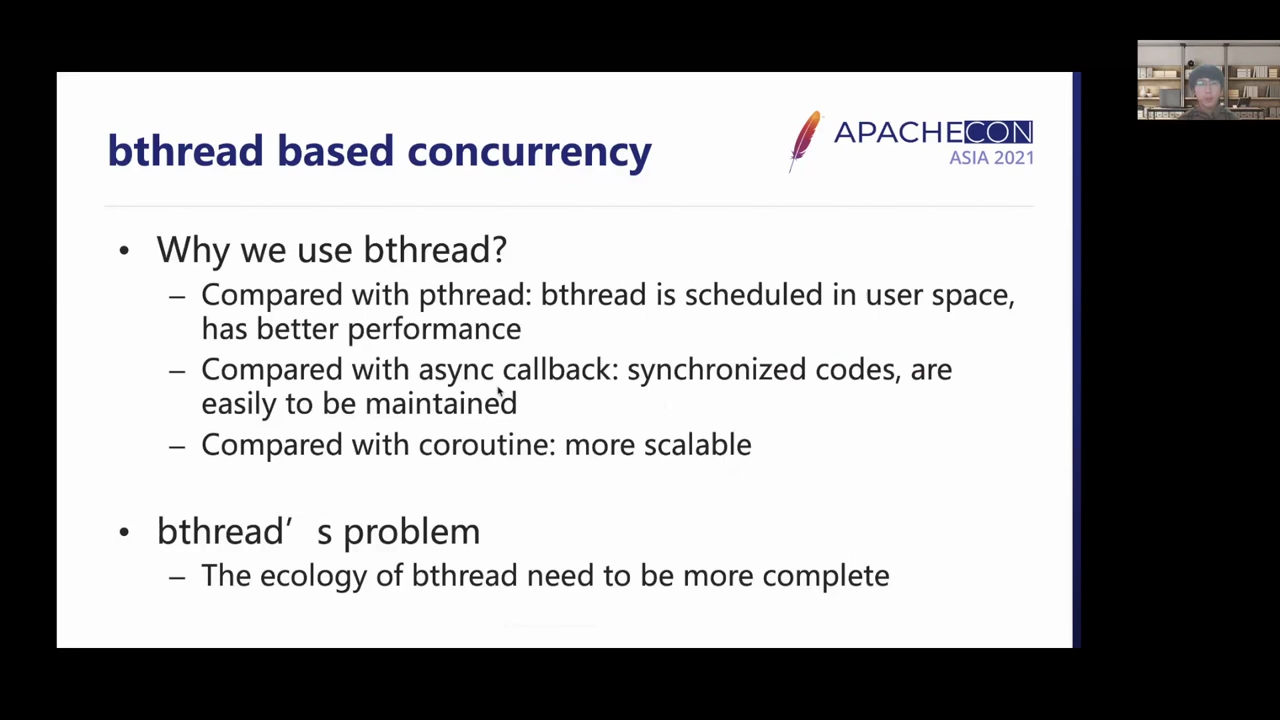 bthread based concurrency
APACHECON
ASIA 2021
• Why we use bthread?
– Compared with pthread: bthread is scheduled in user space,
has better performance
– Compared with async callback: synchronized codes, are
easily to be maintained
– Compared with coroutine: more scalable
• bthread’ s problem
– The ecology of bthread need to be more complete